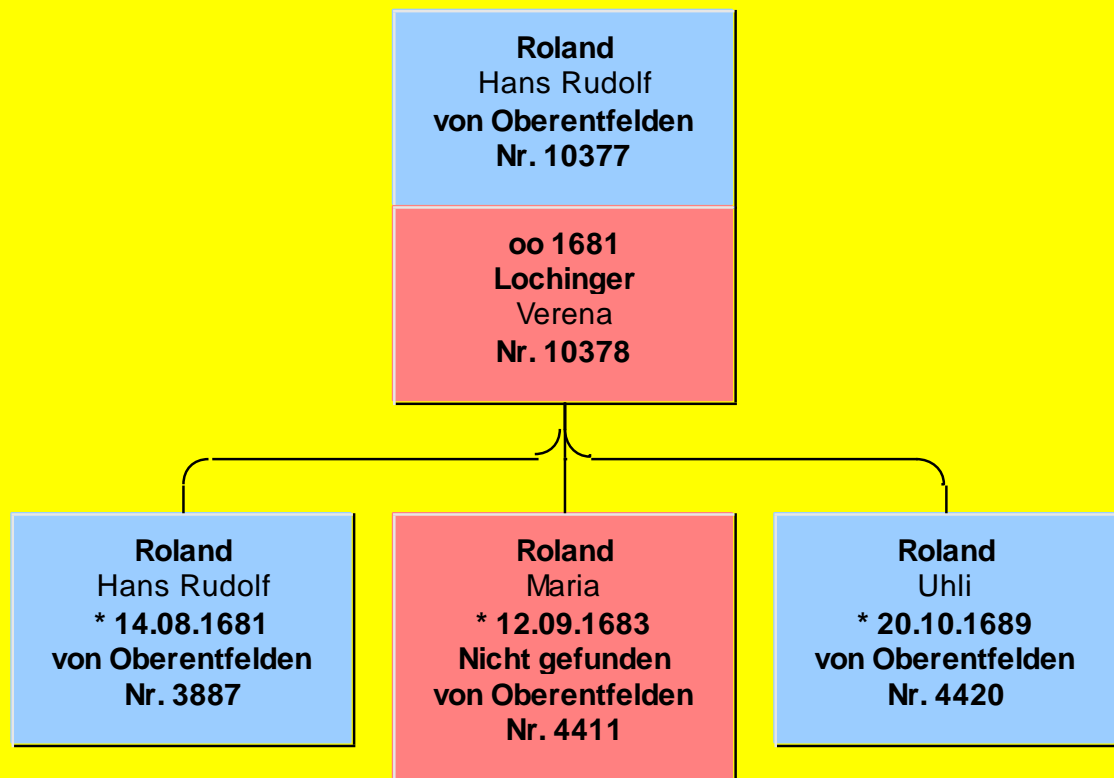 Roland
Hans Rudolf
von Oberentfelden
Nr. 10377
oo 1681
Lochinger
Verena
Nr. 10378
Roland
Hans Rudolf
* 14.08.1681
von Oberentfelden
Nr. 3887
Roland
Maria
* 12.09.1683
Nicht gefunden
von Oberentfelden
Nr. 4411
Roland
Uhli
* 20.10.1689
von Oberentfelden
Nr. 4420